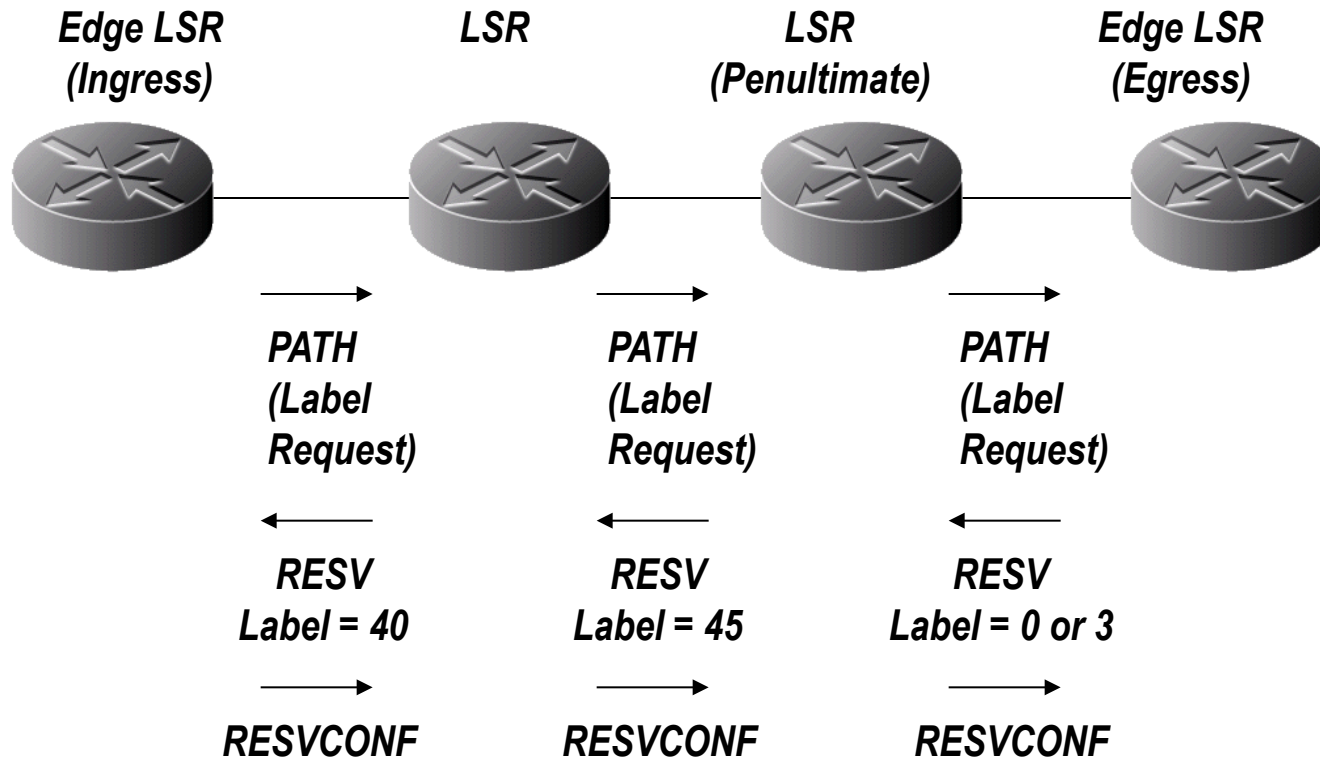 Edge LSR
(Ingress)
LSR
LSR
(Penultimate)
Edge LSR
(Egress)
PATH
(Label
Request)
PATH
(Label
Request)
PATH
(Label
Request)
RESV
Label = 40
RESV
Label = 45
RESV
Label = 0 or 3
RESVCONF
RESVCONF
RESVCONF